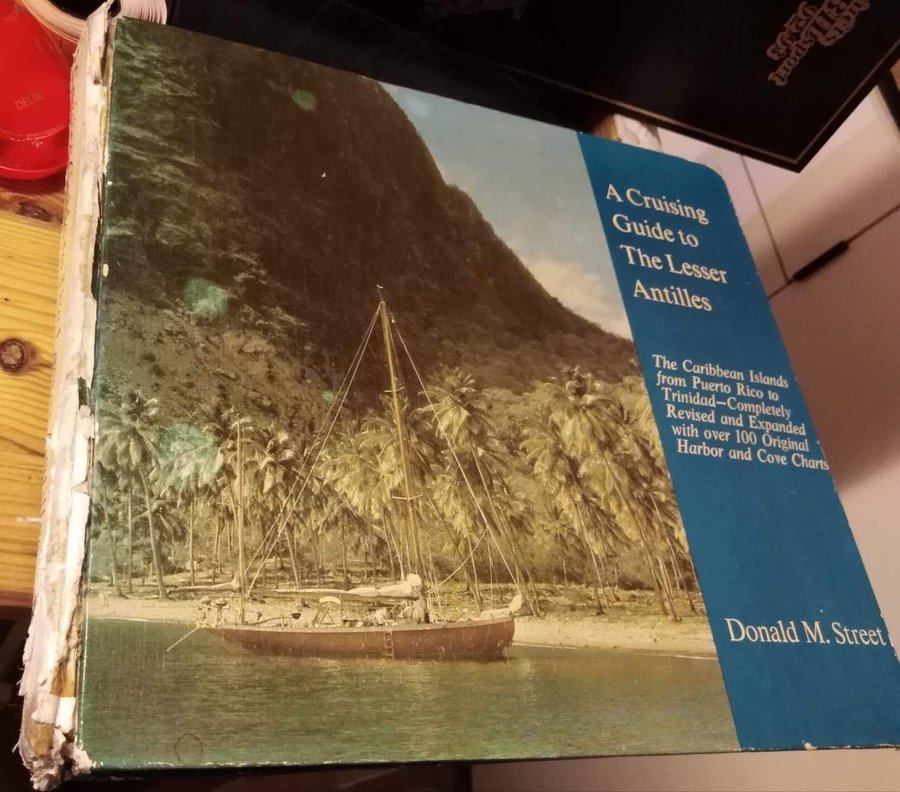 A Cruising
Guide to
The Lesser
Antilles
The Caribbean Islands
from Puerto Rico to
Trinidad—Completely
Revised and Expanded
with over 100 Original
Harbor and Cove Charts
Donald M. Street